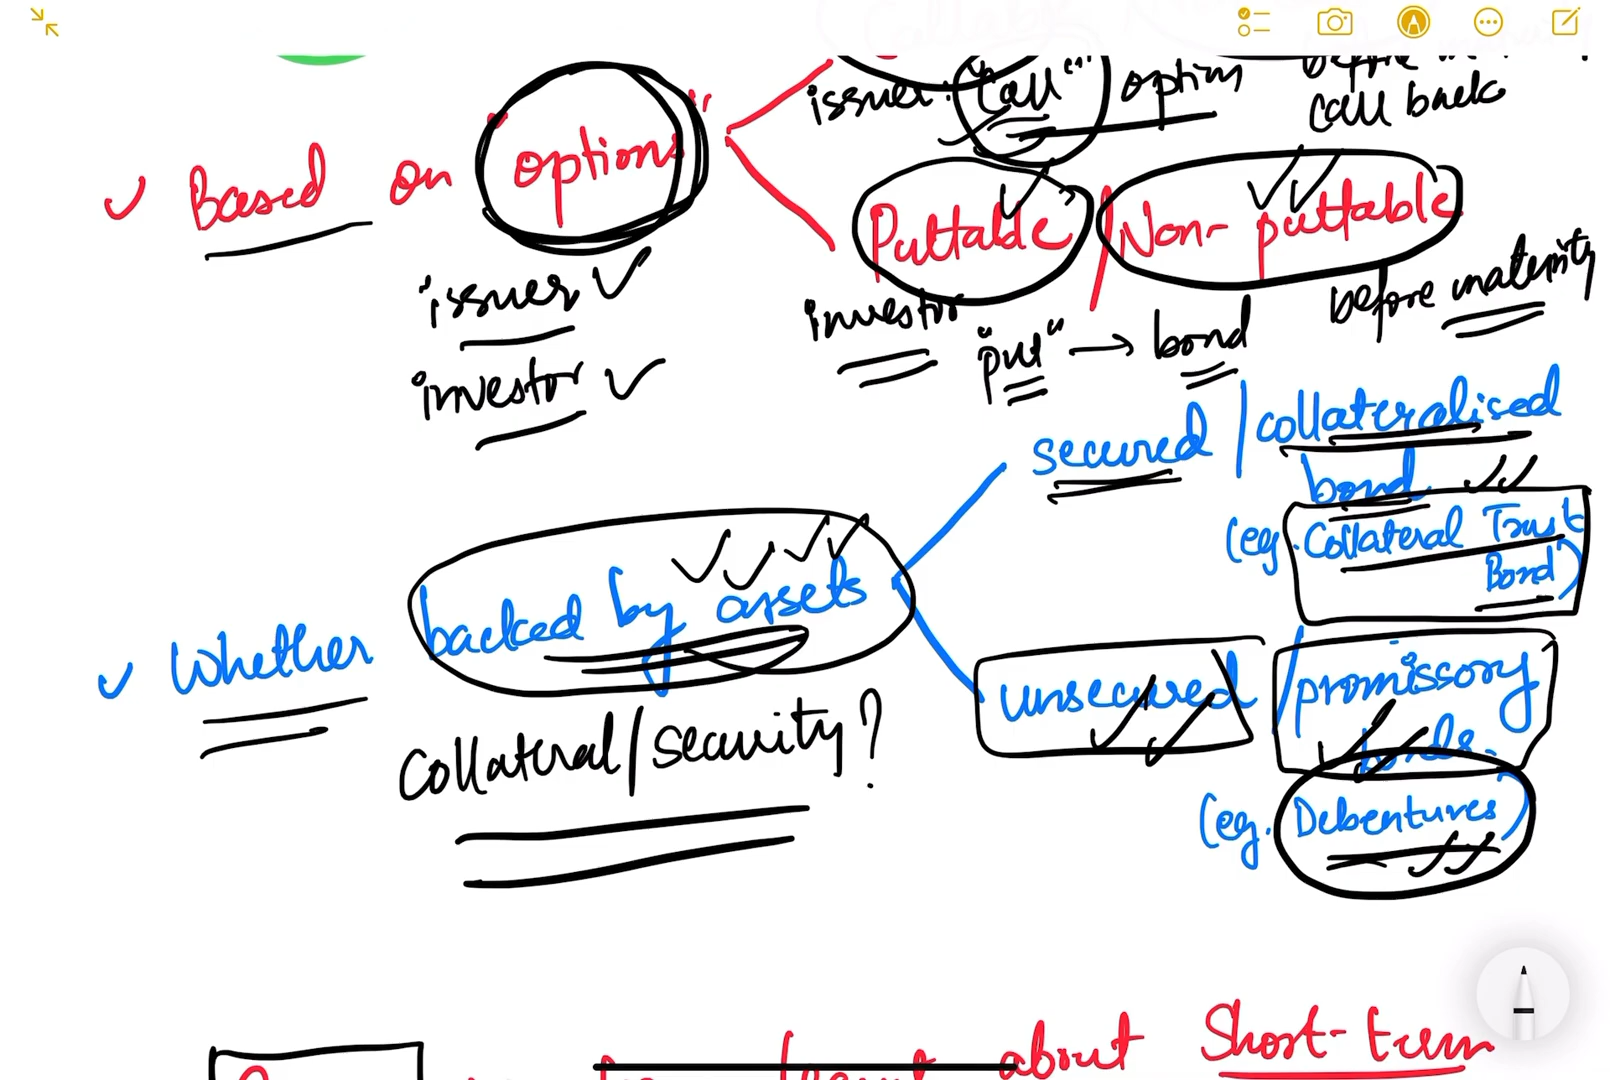 issuer: "Call" option
call back
✓ Based on "options"
Puttable / Non-puttable
issuer ✓
investor ✓
investor "put" → bond
before maturity
secured / collateralised
bond
(eg. Collateral Trust
Bond)
✓ Whether backed by assets
Collateral/security?
unsecured / promissory
bonds.
(eg. Debentures)
about Short-term